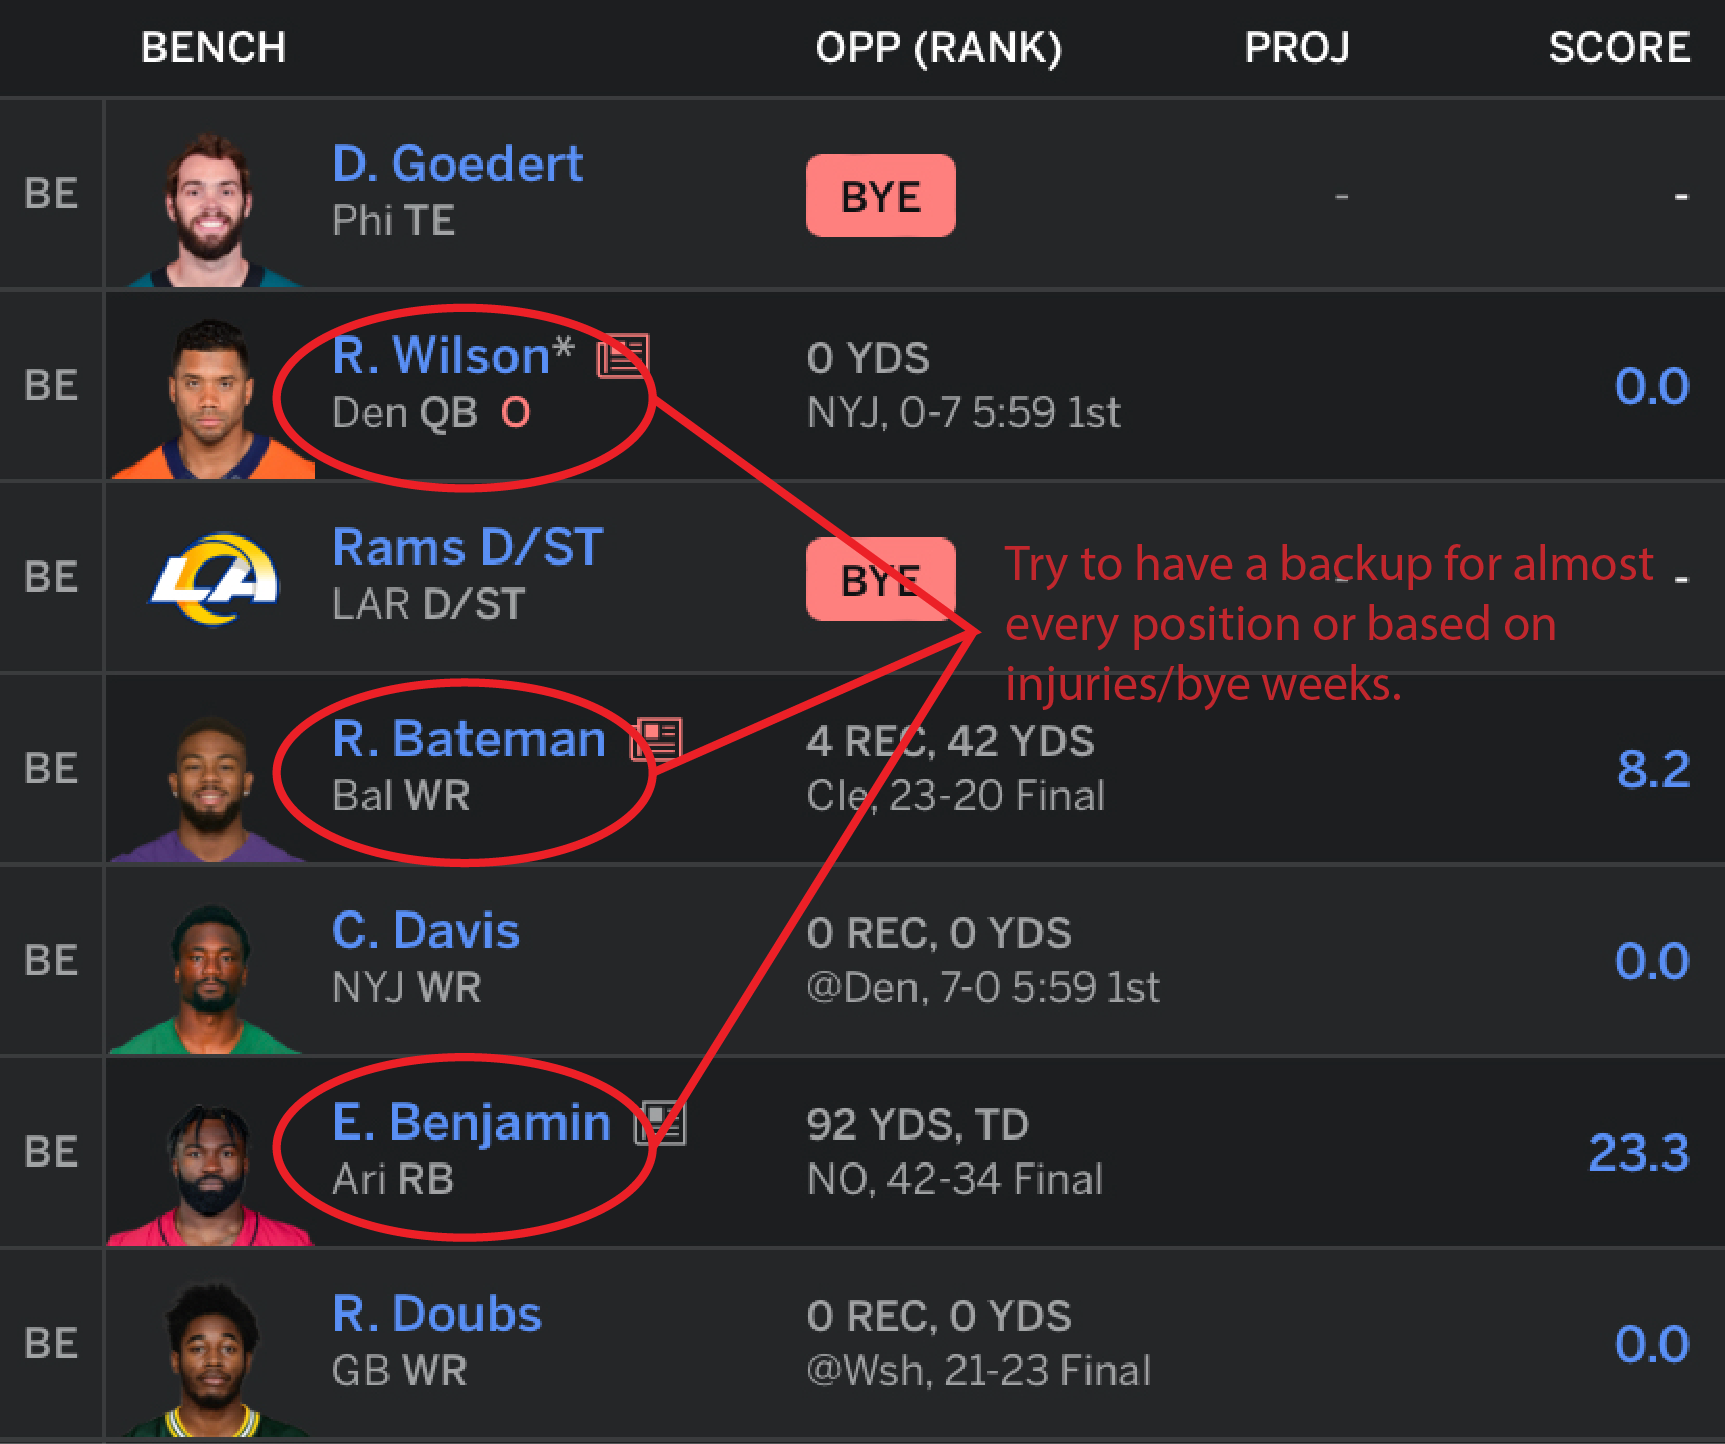 BENCH OPP (RANK) PROJ SCORE
BE
D. Goedert
Phi TE
BYE
-
-
BE
R. Wilson*
Den QB O
0 YDS
NYJ, 0-7 5:59 1st
0.0
BE
LA
Rams D/ST
LAR D/ST
BYE
-
-
Try to have a backup for almost
every position or based on
injuries/bye weeks.
BE
R. Bateman
Bal WR
4 REC, 42 YDS
Cle, 23-20 Final
8.2
BE
C. Davis
NYJ WR
0 REC, 0 YDS
@Den, 7-0 5:59 1st
0.0
BE
E. Benjamin
Ari RB
92 YDS, TD
NO, 42-34 Final
23.3
BE
R. Doubs
GB WR
0 REC, 0 YDS
@Wsh, 21-23 Final
0.0